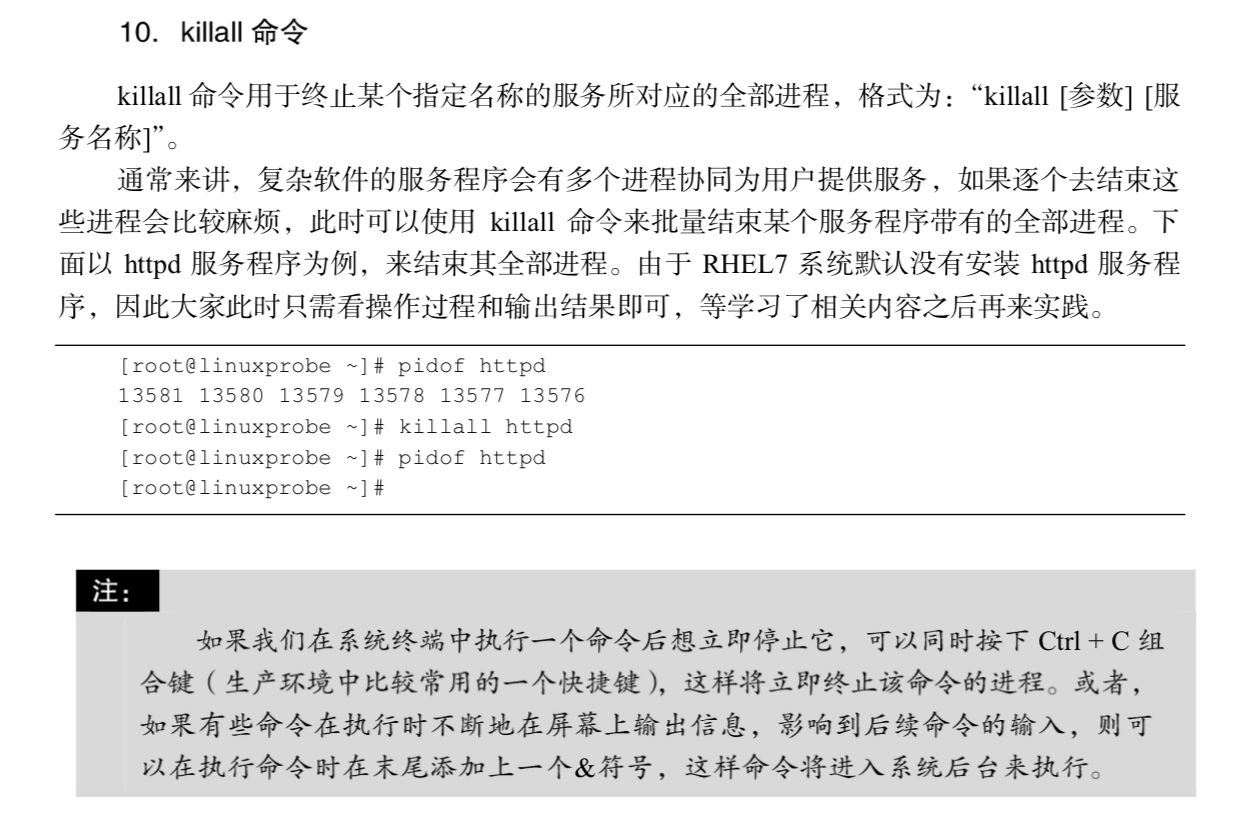 10. killall 命令
killall 命令用于终止某个指定名称的服务所对应的全部进程，格式为：“killall [参数] [服
务名称]”。
通常来讲，复杂软件的服务程序会有多个进程协同为用户提供服务，如果逐个去结束这
些进程会比较麻烦，此时可以使用 killall 命令来批量结束某个服务程序带有的全部进程。下
面以 httpd 服务程序为例，来结束其全部进程。由于 RHEL7 系统默认没有安装 httpd 服务程
序，因此大家此时只需看操作过程和输出结果即可，等学习了相关内容之后再来实践。
[root@linuxprobe ~]# pidof httpd
13581 13580 13579 13578 13577 13576
[root@linuxprobe ~]# killall httpd
[root@linuxprobe ~]# pidof httpd
[root@linuxprobe ~]#
注：
如果我们在系统终端中执行一个命令后想立即停止它，可以同时按下 Ctrl + C 组
合键（生产环境中比较常用的一个快捷键），这样将立即终止该命令的进程。或者，
如果有些命令在执行时不断地在屏幕上输出信息，影响到后续命令的输入，则可
以在执行命令时在末尾添加上一个&符号，这样命令将进入系统后台来执行。